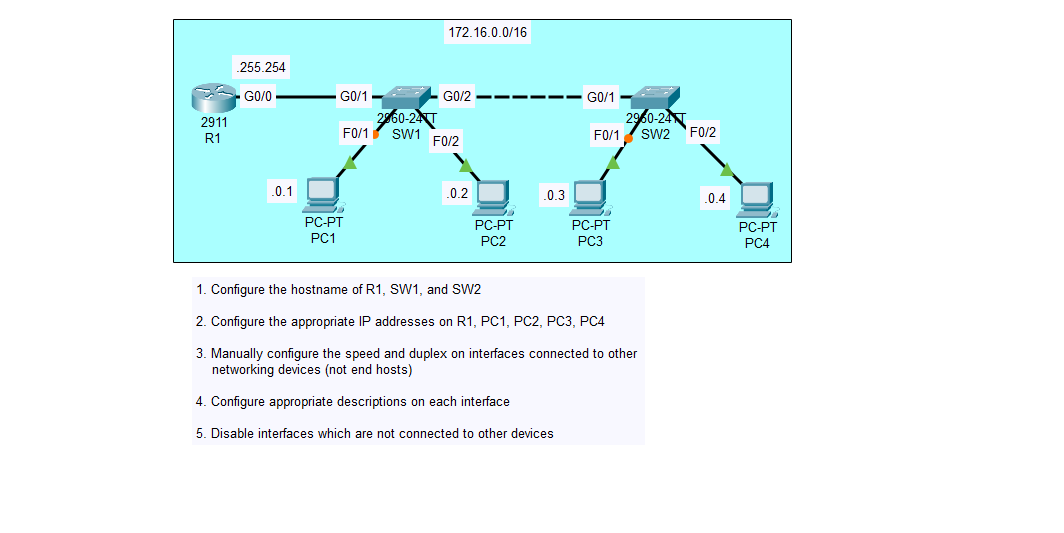 172.16.0.0/16
.255.254
G0/0
G0/1
G0/2
G0/1
2911
R1
2960-24TT
SW1
2960-24TT
SW2
F0/1
F0/2
F0/1
F0/2
.0.1
.0.2
.0.3
.0.4
PC-PT
PC1
PC-PT
PC2
PC-PT
PC3
PC-PT
PC4
1. Configure the hostname of R1, SW1, and SW2
2. Configure the appropriate IP addresses on R1, PC1, PC2, PC3, PC4
3. Manually configure the speed and duplex on interfaces connected to other
networking devices (not end hosts)
4. Configure appropriate descriptions on each interface
5. Disable interfaces which are not connected to other devices